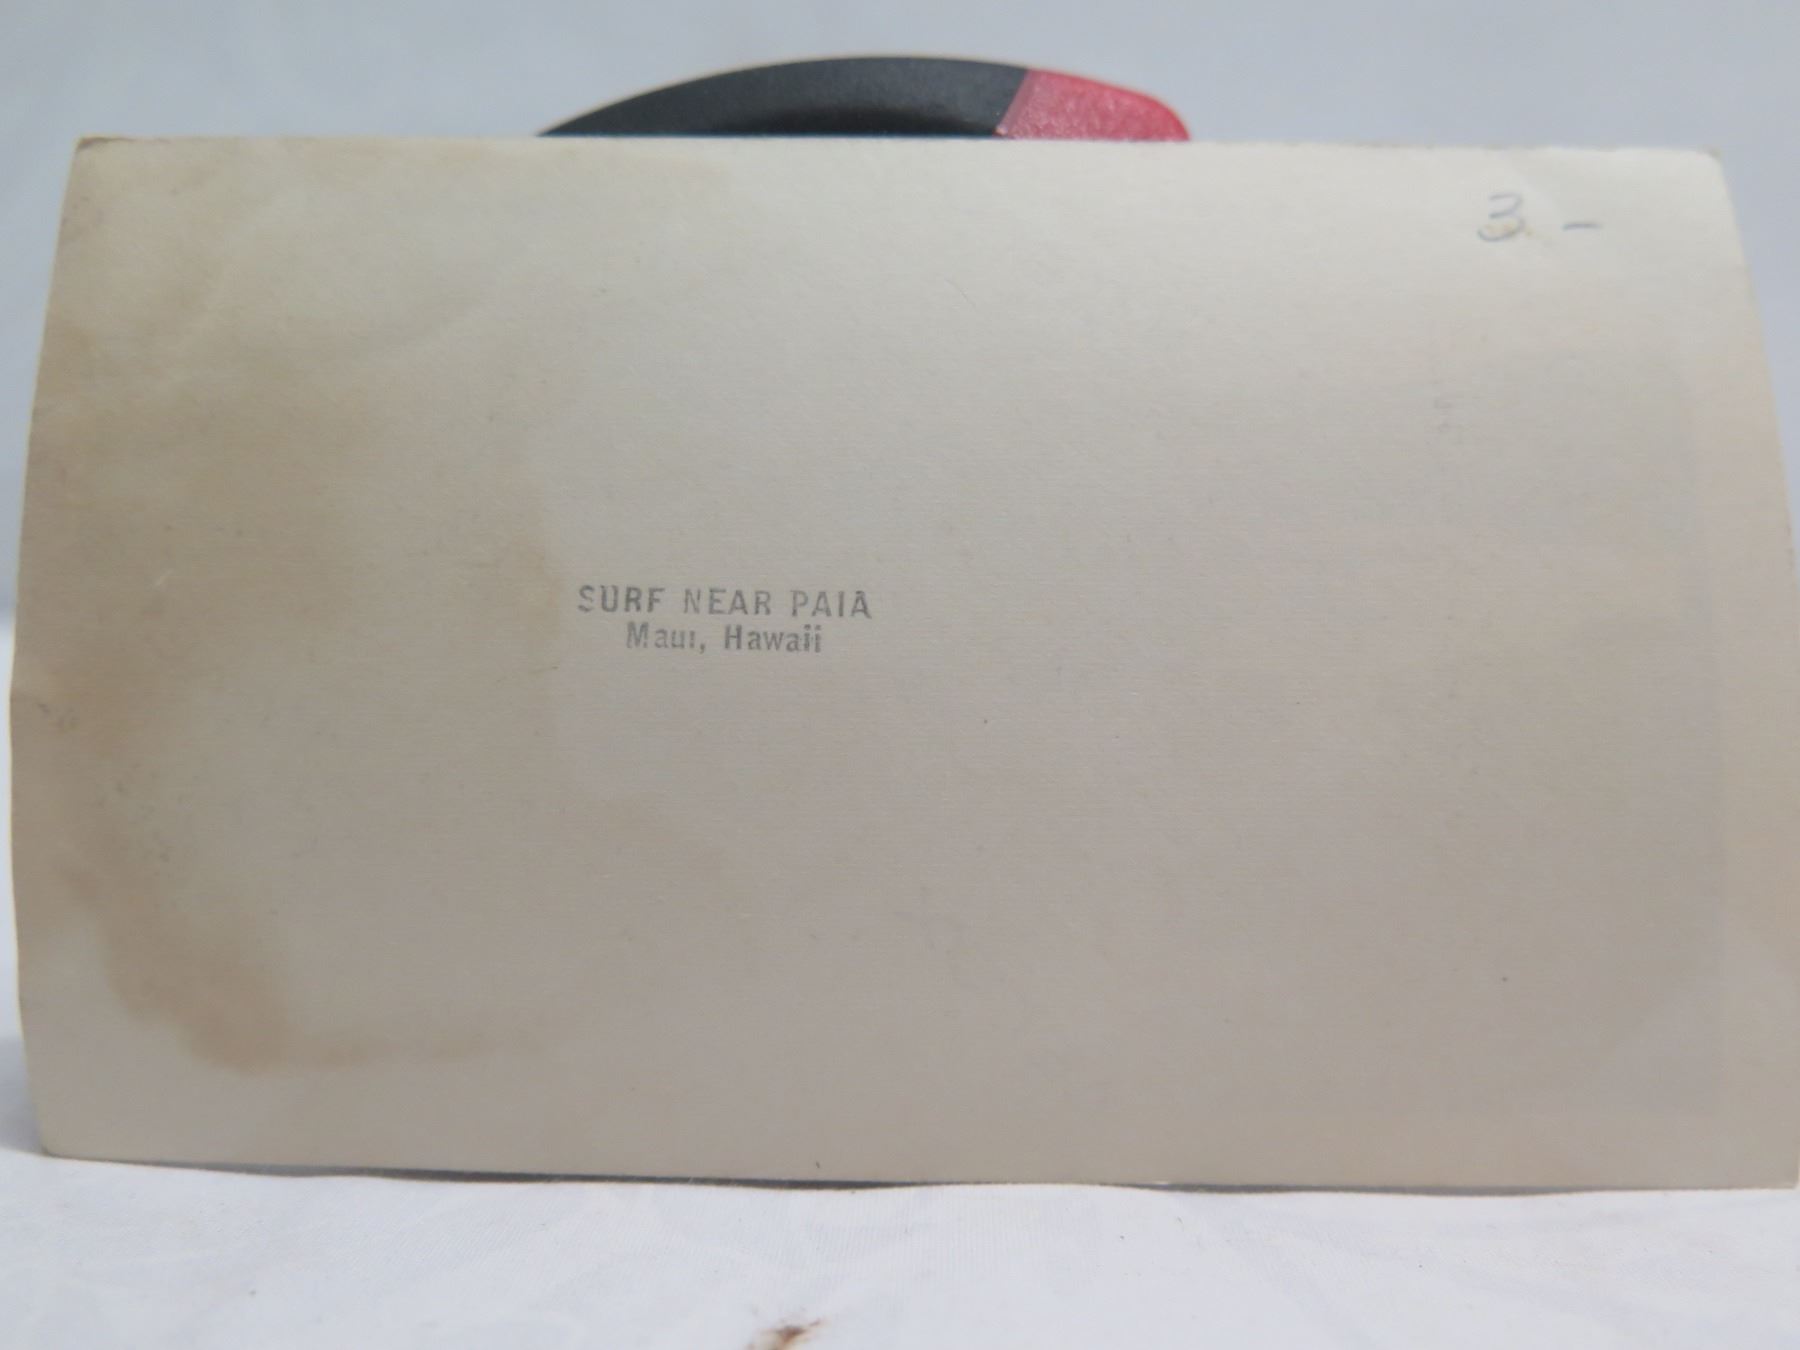 3 -
SURF NEAR PAIA
Maui, Hawaii